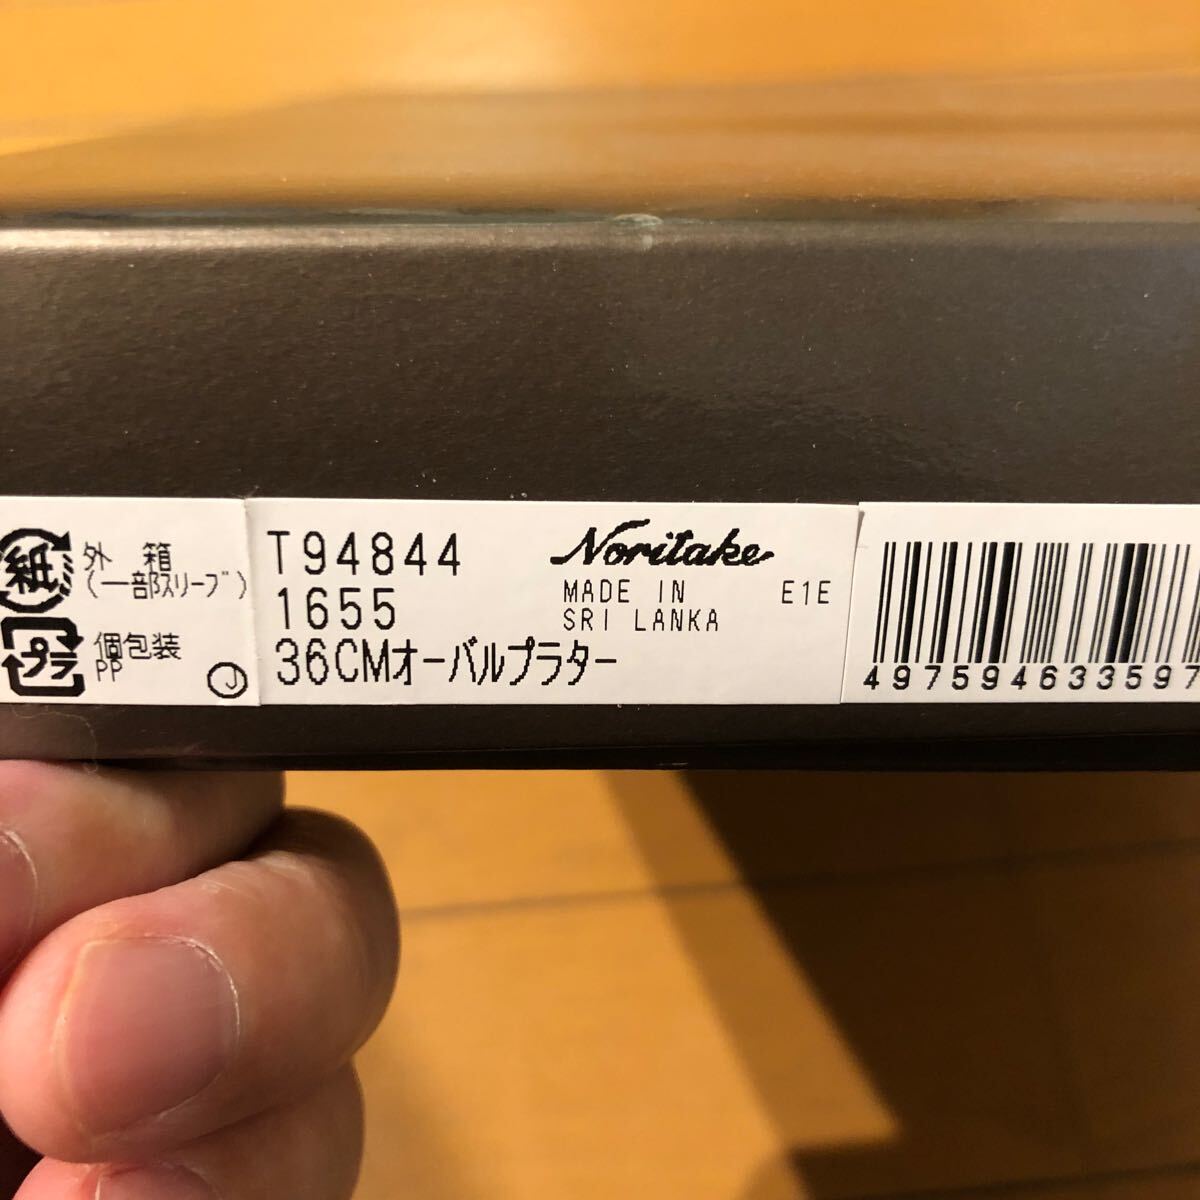 紙
外箱
(一部スリーブ)
プラ
個包装
PP
J
T94844
1655
36CMオーバルプラター
Noritake
MADE IN
SRI LANKA
E1E
497594633597